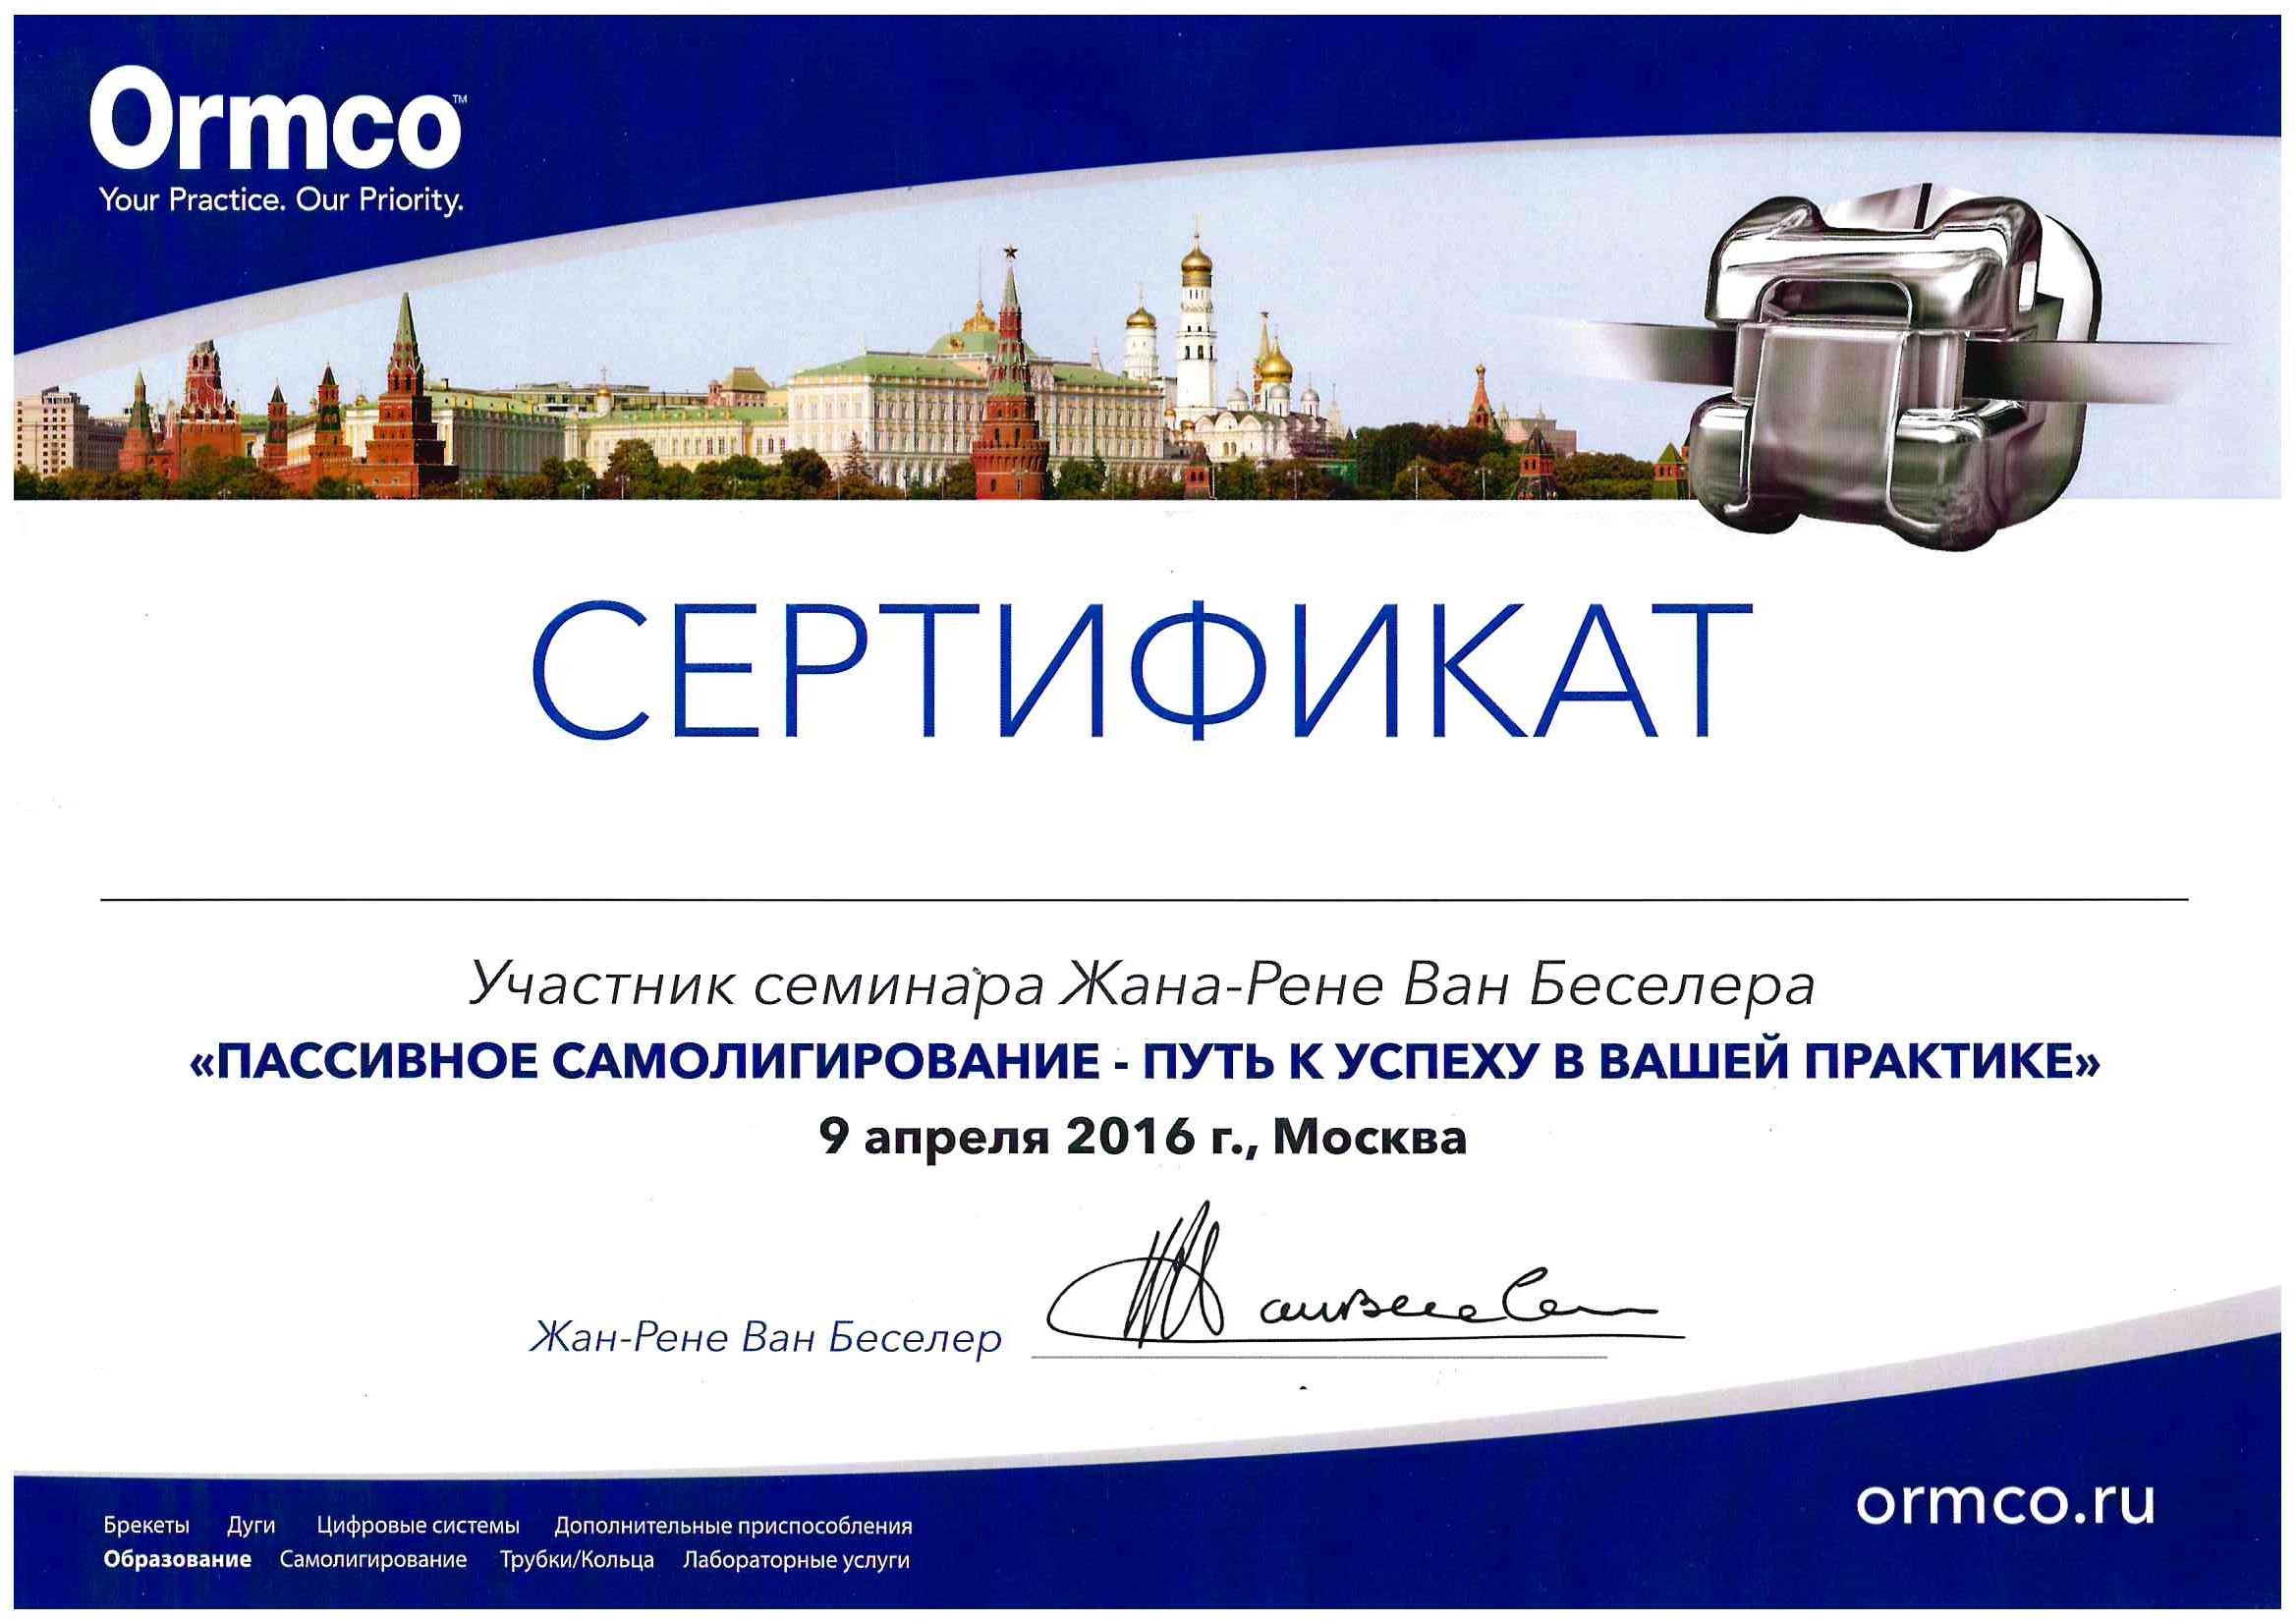 Ormco™
Your Practice. Our Priority.
СЕРТИФИКАТ
Участник семинара Жана-Рене Ван Беселера
«ПАССИВНОЕ САМОЛИГИРОВАНИЕ - ПУТЬ К УСПЕХУ В ВАШЕЙ ПРАКТИКЕ»
9 апреля 2016 г., Москва
Жан-Рене Ван Беселер
ormco.ru
Брекеты Дуги Цифровые системы Дополнительные приспособления
Образование Самолигирование Трубки/Кольца Лабораторные услуги